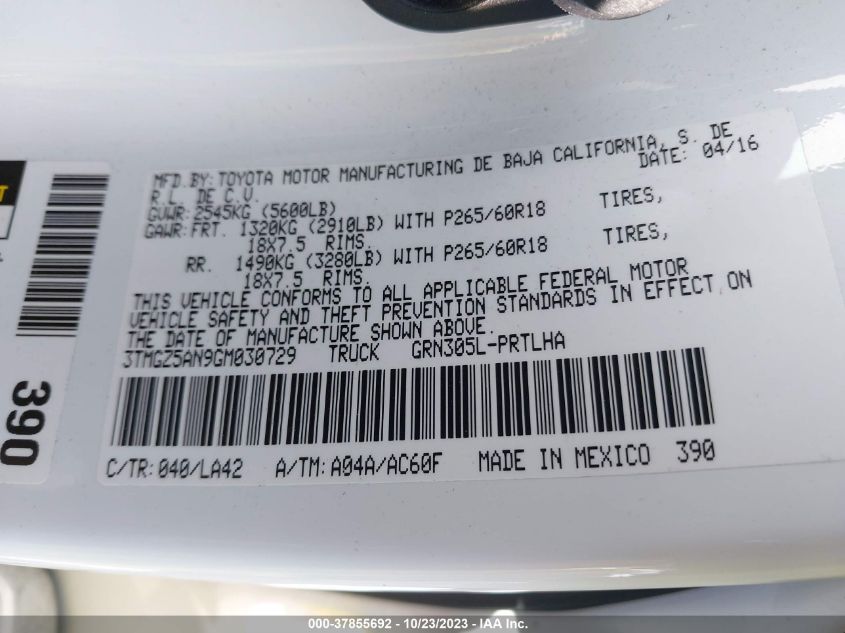 MFD.BY: TOYOTA MOTOR MANUFACTURING DE BAJA CALIFORNIA, S. DE
R.L. DE C.V. DATE: 04/16
GVWR: 2545KG (5600LB)
GAWR: FRT. 1320KG (2910LB) WITH P265/60R18 TIRES,
18X7.5 RIMS.
RR. 1490KG (3280LB) WITH P265/60R18 TIRES,
18X7.5 RIMS.
THIS VEHICLE CONFORMS TO ALL APPLICABLE FEDERAL MOTOR
VEHICLE SAFETY AND THEFT PREVENTION STANDARDS IN EFFECT ON
THE DATE OF MANUFACTURE SHOWN ABOVE.
3TMGZ5AN9GM030729 TRUCK GRN305L-PRTLHA
C/TR: 040/LA42 A/TM: A04A/AC60F MADE IN MEXICO 390
390
000-37855692 - 10/23/2023 - IAAI.com